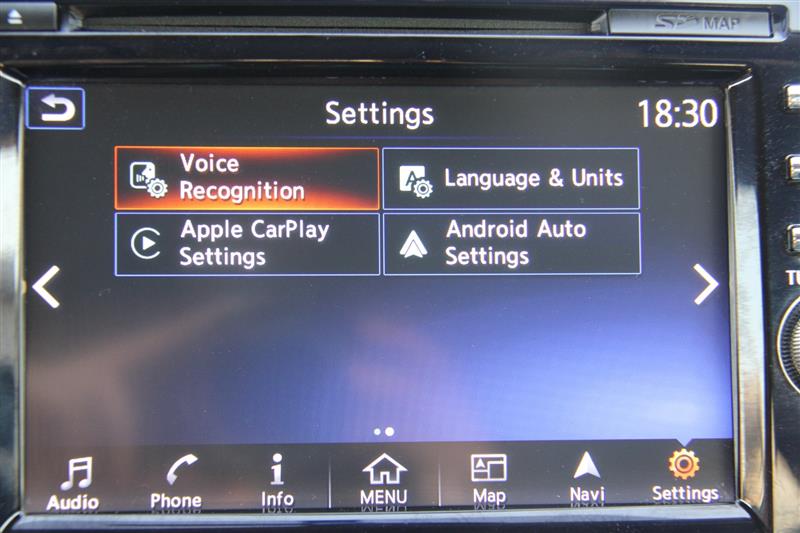 SD MAP
Settings
18:30
Voice
Recognition
Language & Units
Apple CarPlay
Settings
Android Auto
Settings
Audio
Phone
Info
MENU
Map
Navi
Settings